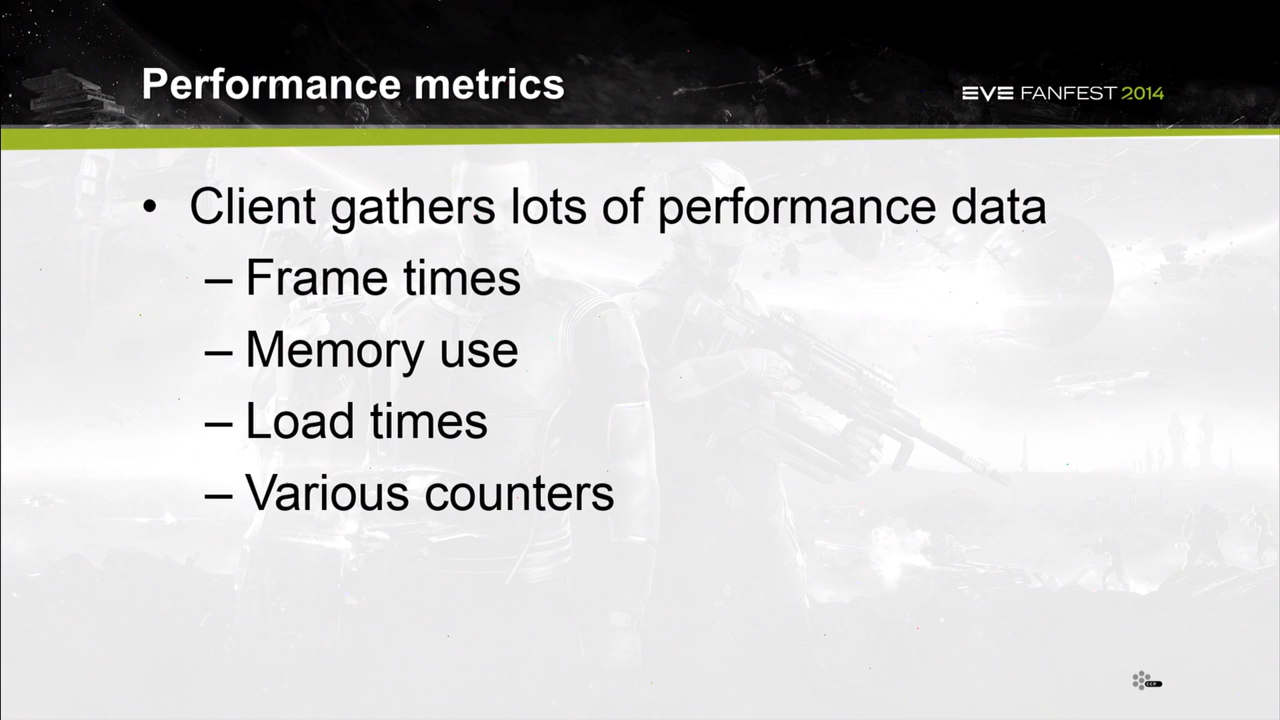 Performance metrics
EVE FANFEST 2014
• Client gathers lots of performance data
– Frame times
– Memory use
– Load times
– Various counters
CCP